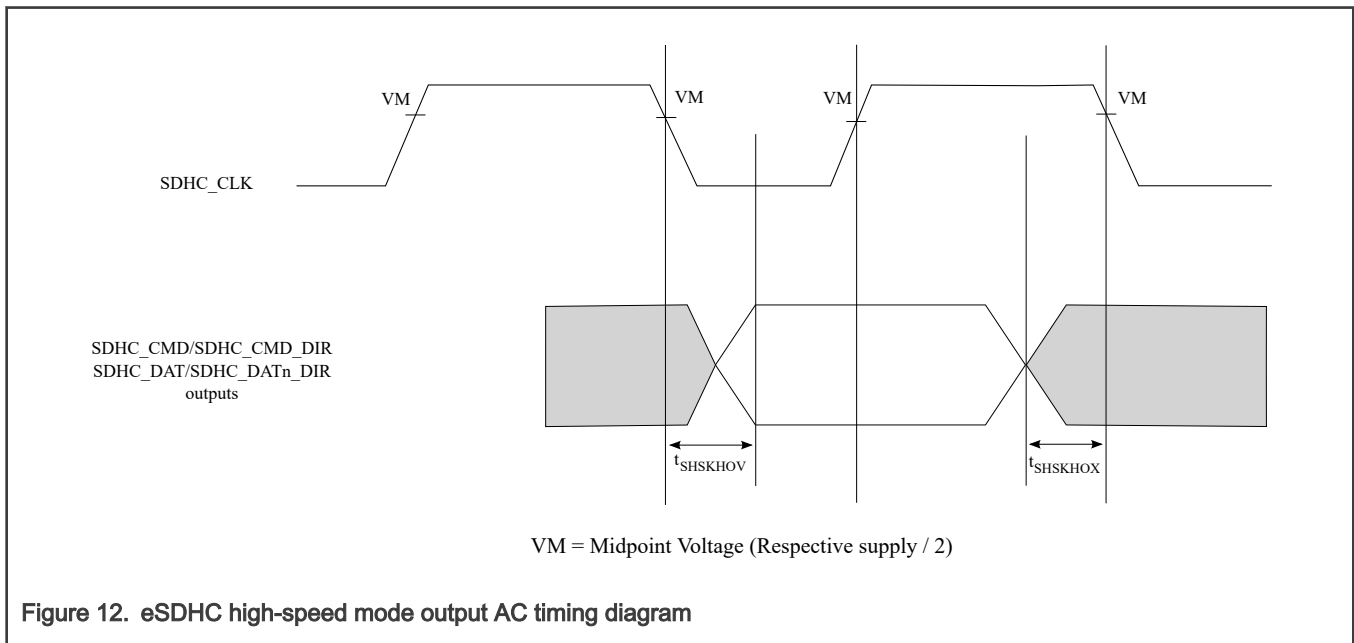 VM
VM
VM
VM
SDHC_CLK
SDHC_CMD/SDHC_CMD_DIR
SDHC_DAT/SDHC_DATn_DIR
outputs
tSHSKHOV
tSHSKHOX
VM = Midpoint Voltage (Respective supply / 2)
Figure 12. eSDHC high-speed mode output AC timing diagram